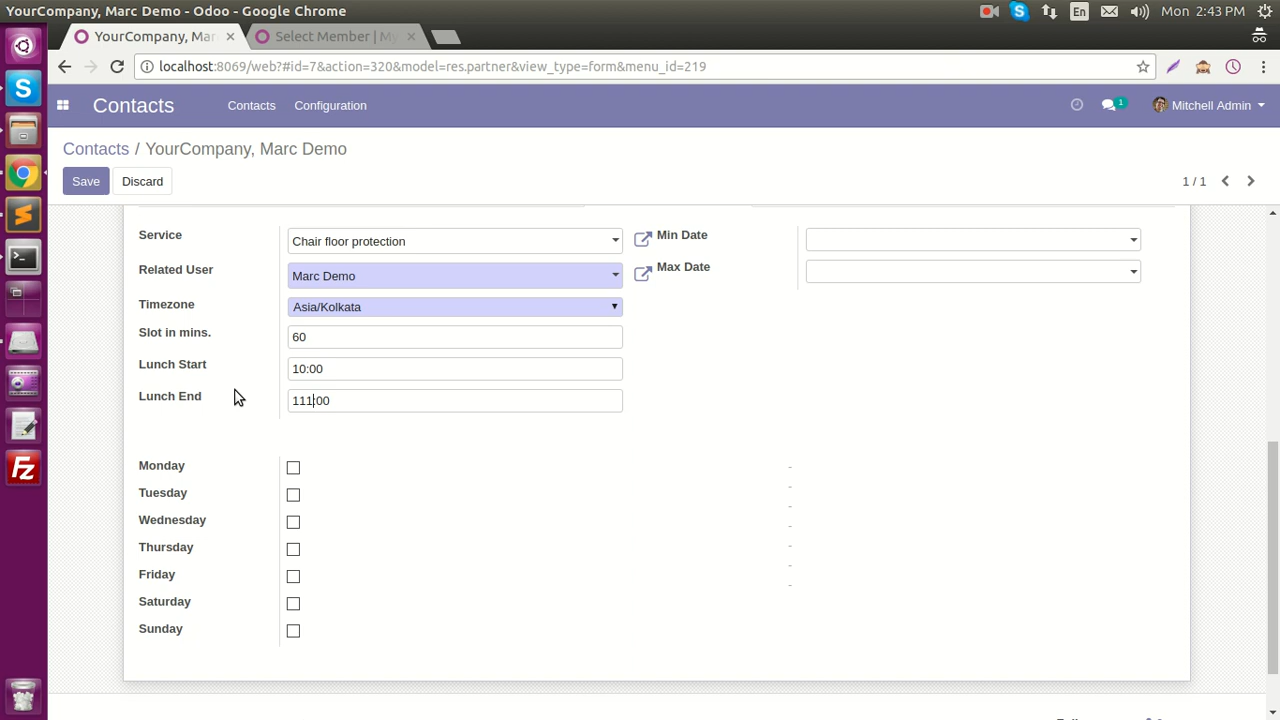 YourCompany, Marc Demo - Odoo - Google Chrome
En
Mon 2:43 PM
YourCompany, Mar
Select Member | My
localhost:8069/web?#id=7&action=320&model=res.partner&view_type=form&menu_id=219
Contacts
Contacts
Configuration
1
Mitchell Admin
Contacts / YourCompany, Marc Demo
Save
Discard
1 / 1
Service
Chair floor protection
Min Date
Related User
Marc Demo
Max Date
Timezone
Asia/Kolkata
Slot in mins.
60
Lunch Start
10:00
Lunch End
111:00
Monday
-
Tuesday
-
Wednesday
-
Thursday
-
Friday
-
Saturday
-
Sunday
-